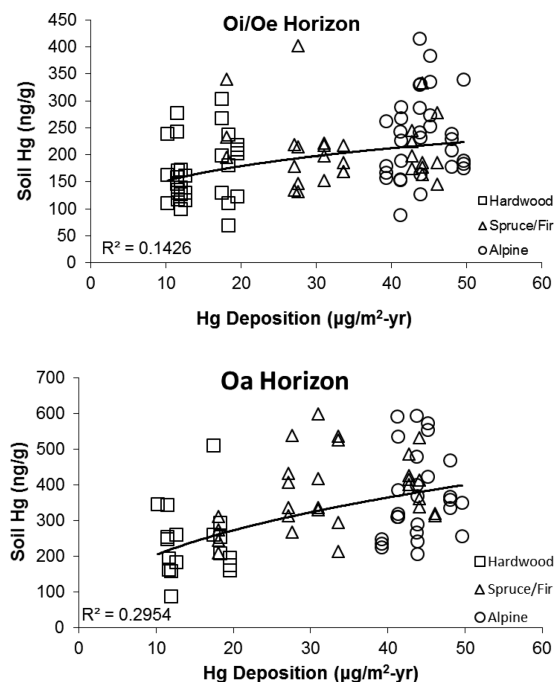 Oi/Oe Horizon
450
400
350
300
250
200
150
100
50
0
Soil Hg (ng/g)
R² = 0.1426
Hardwood
Spruce/Fir
Alpine
0 10 20 30 40 50 60
Hg Deposition (µg/m²-yr)
Oa Horizon
700
600
500
400
300
200
100
0
Soil Hg (ng/g)
R² = 0.2954
Hardwood
Spruce/Fir
Alpine
0 10 20 30 40 50 60
Hg Deposition (µg/m²-yr)